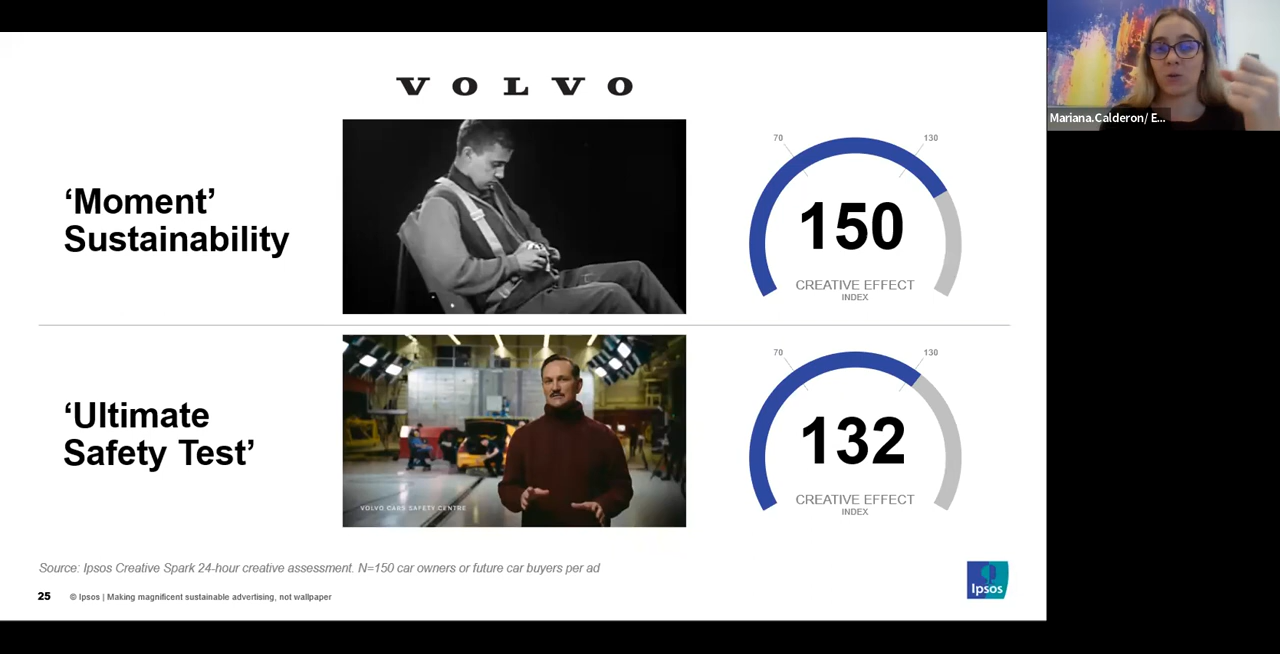 VOLVO
‘Moment’
Sustainability
70
130
150
CREATIVE EFFECT
INDEX
‘Ultimate
Safety Test’
VOLVO CARS SAFETY CENTRE
70
130
132
CREATIVE EFFECT
INDEX
Source: Ipsos Creative Spark 24-hour creative assessment. N=150 car owners or future car buyers per ad
25
© Ipsos | Making magnificent sustainable advertising, not wallpaper
Ipsos
Mariana.Calderon/ E...